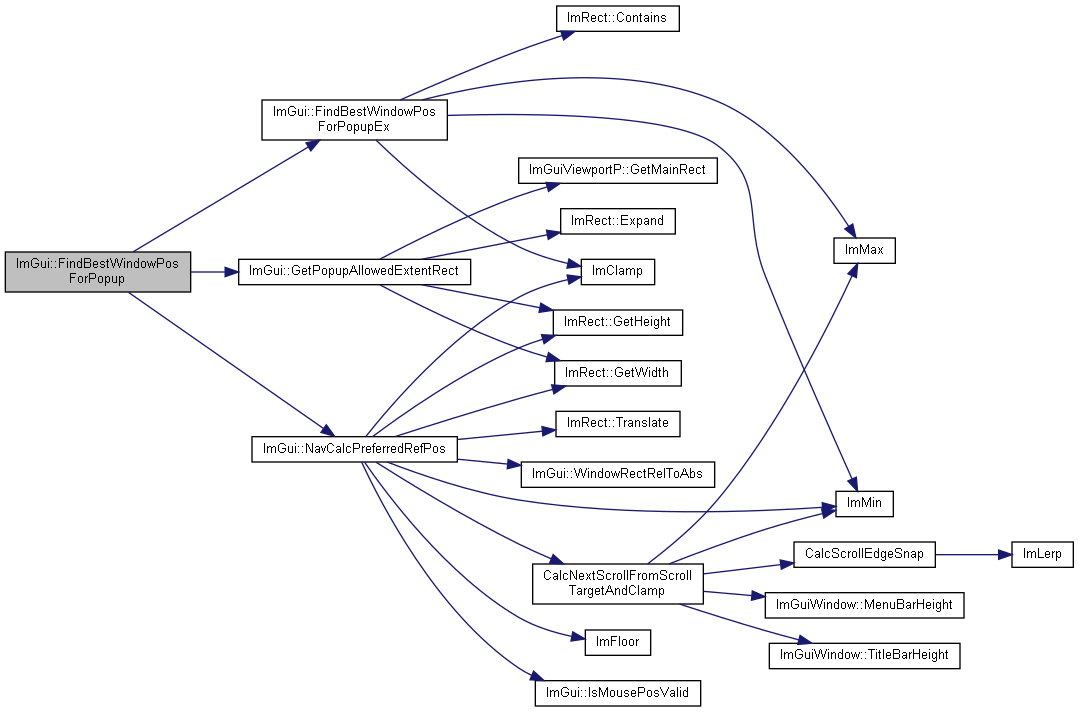 ImRect::Contains
ImGui::FindBestWindowPos
ForPopupEx
ImGuiViewportP::GetMainRect
ImRect::Expand
ImMax
ImGui::FindBestWindowPos
ForPopup
ImGui::GetPopupAllowedExtentRect
ImClamp
ImRect::GetHeight
ImRect::GetWidth
ImRect::Translate
ImGui::NavCalcPreferredRefPos
ImGui::WindowRectRelToAbs
ImMin
CalcScrollEdgeSnap
ImLerp
CalcNextScrollFromScroll
TargetAndClamp
ImGuiWindow::MenuBarHeight
ImFloor
ImGuiWindow::TitleBarHeight
ImGui::IsMousePosValid